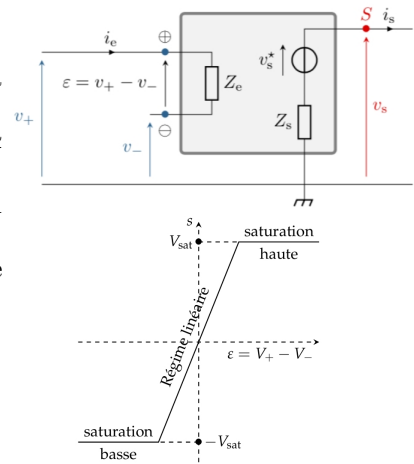 S
i_s
i_e
⊕
ε = v_+ − v_−
Z_e
v_s^⋆
v_+
v_−
⊖
Z_s
v_s
s
V_sat
saturation
haute
Régime linéaire
ε = V_+ − V_−
saturation
basse
−V_sat